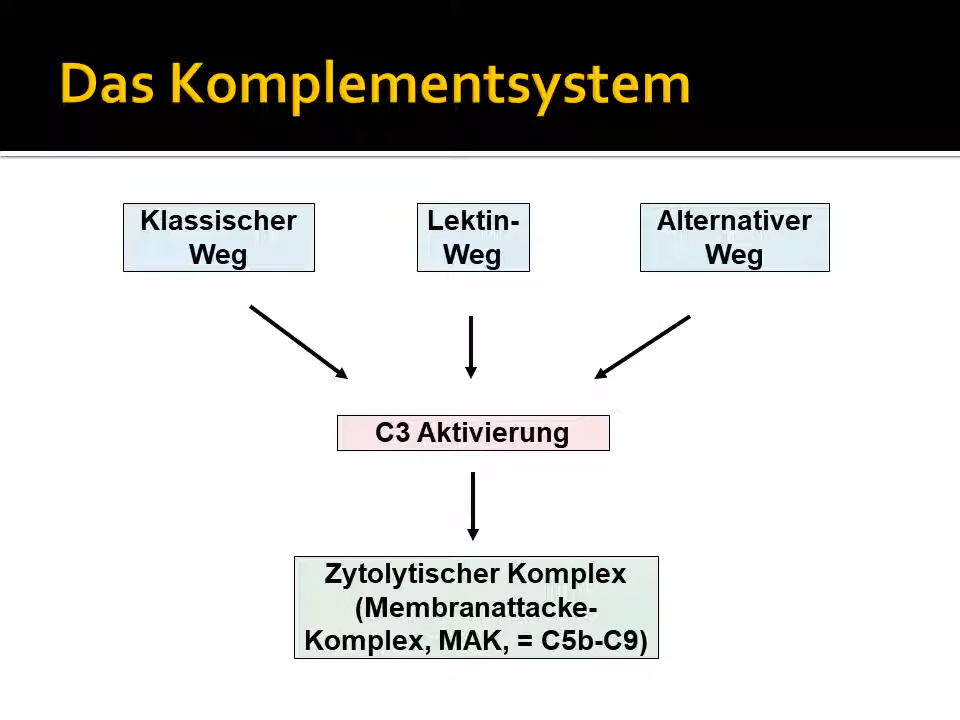 Das Komplementsystem
Klassischer
Weg
Lektin-
Weg
Alternativer
Weg
C3 Aktivierung
Zytolytischer Komplex
(Membranattacke-
Komplex, MAK, = C5b-C9)